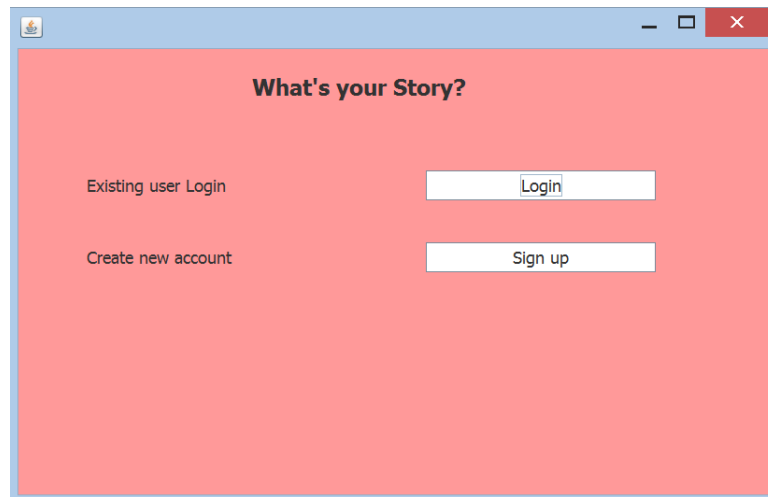 What's your Story?
Existing user Login
Login
Create new account
Sign up